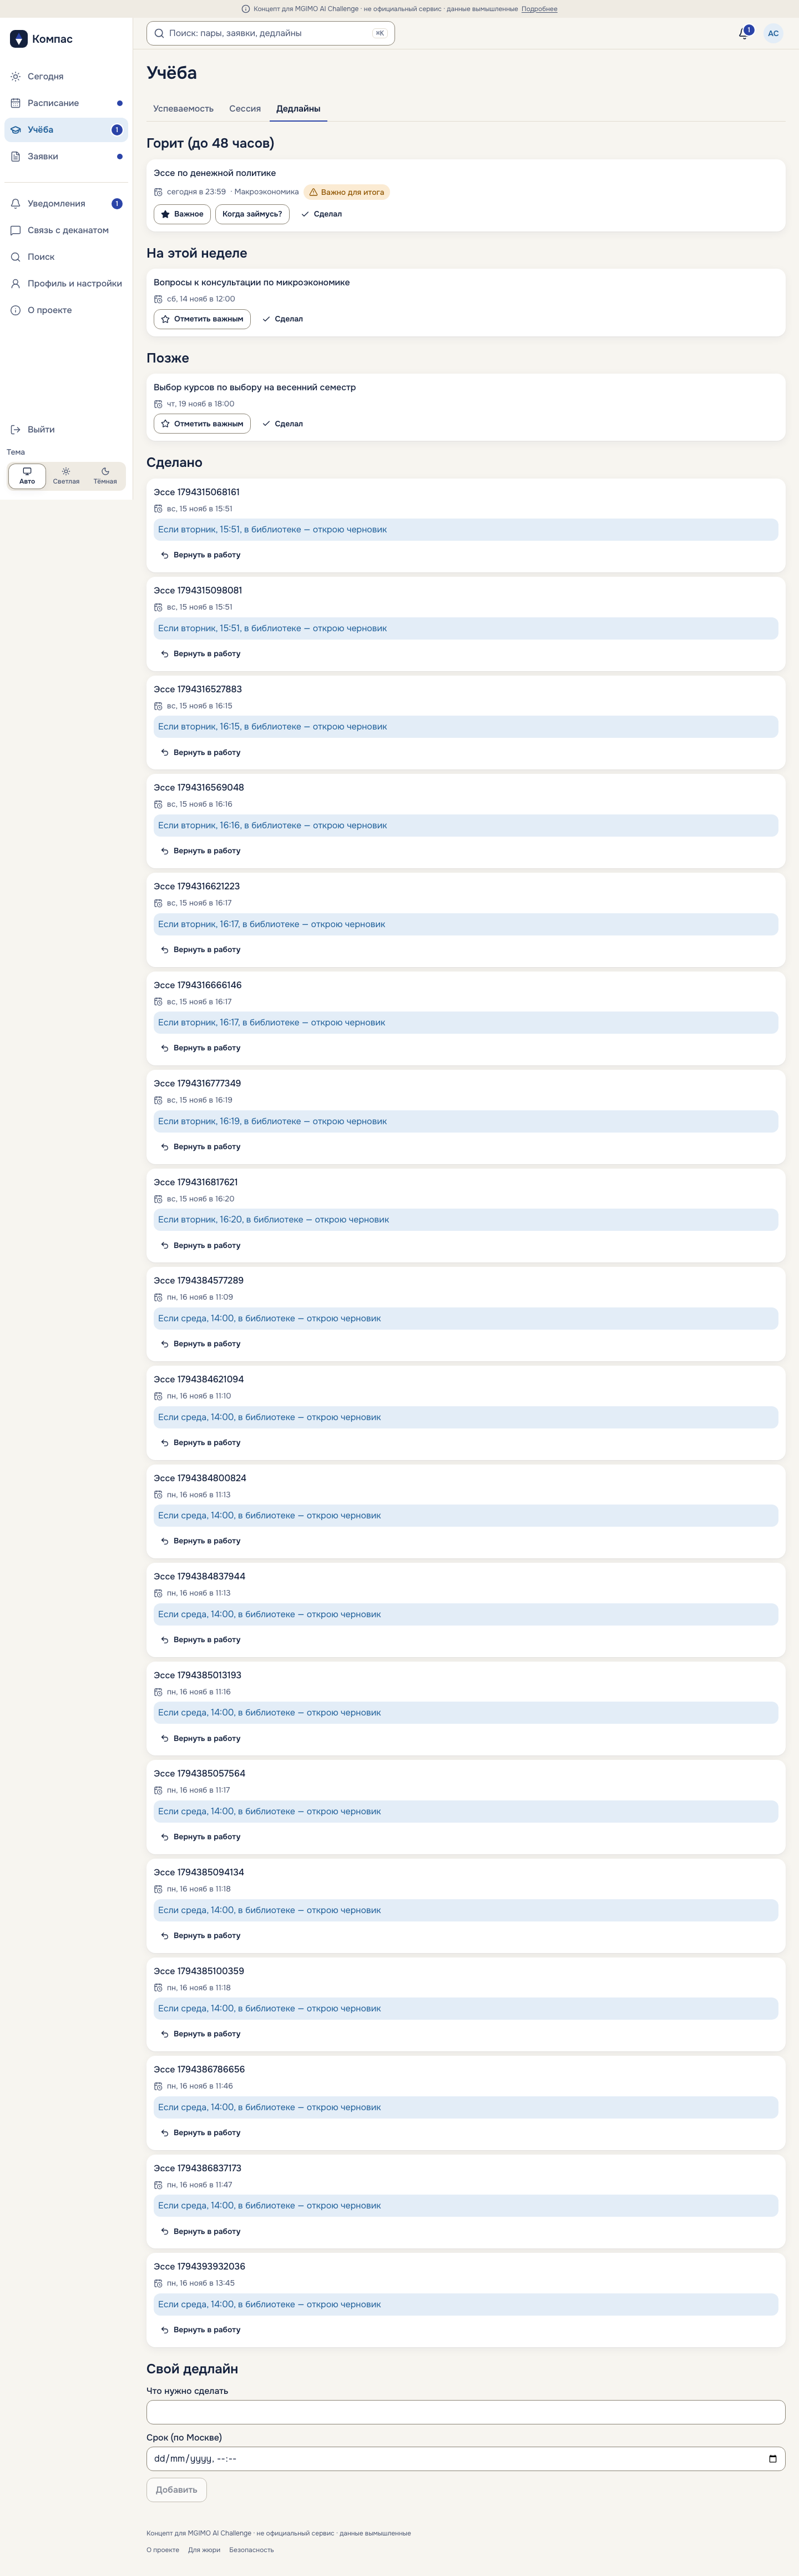 Концепт для MGIMO AI Challenge · не официальный сервис · данные вымышленные Подробнее
Компас
Поиск: пары, заявки, дедлайны
⌘K
1
АС
Сегодня
Расписание
Учёба
1
Заявки
Уведомления
1
Связь с деканатом
Поиск
Профиль и настройки
О проекте
Выйти
Тема
Авто
Светлая
Тёмная
Учёба
Успеваемость
Сессия
Дедлайны
Горит (до 48 часов)
Эссе по денежной политике
сегодня в 23:59 · Макроэкономика Важно для итога
Важное Когда займусь? Сделал
На этой неделе
Вопросы к консультации по микроэкономике
сб, 14 нояб в 12:00
Отметить важным Сделал
Позже
Выбор курсов по выбору на весенний семестр
чт, 19 нояб в 18:00
Отметить важным Сделал
Сделано
Эссе 1794315068161
вс, 15 нояб в 15:51
Если вторник, 15:51, в библиотеке — открою черновик
Вернуть в работу
Эссе 1794315098081
вс, 15 нояб в 15:51
Если вторник, 15:51, в библиотеке — открою черновик
Вернуть в работу
Эссе 1794316527883
вс, 15 нояб в 16:15
Если вторник, 16:15, в библиотеке — открою черновик
Вернуть в работу
Эссе 1794316569048
вс, 15 нояб в 16:16
Если вторник, 16:16, в библиотеке — открою черновик
Вернуть в работу
Эссе 1794316621223
вс, 15 нояб в 16:17
Если вторник, 16:17, в библиотеке — открою черновик
Вернуть в работу
Эссе 1794316666146
вс, 15 нояб в 16:17
Если вторник, 16:17, в библиотеке — открою черновик
Вернуть в работу
Эссе 1794316777349
вс, 15 нояб в 16:19
Если вторник, 16:19, в библиотеке — открою черновик
Вернуть в работу
Эссе 1794316817621
вс, 15 нояб в 16:20
Если вторник, 16:20, в библиотеке — открою черновик
Вернуть в работу
Эссе 1794384577289
пн, 16 нояб в 11:09
Если среда, 14:00, в библиотеке — открою черновик
Вернуть в работу
Эссе 1794384621094
пн, 16 нояб в 11:10
Если среда, 14:00, в библиотеке — открою черновик
Вернуть в работу
Эссе 1794384800824
пн, 16 нояб в 11:13
Если среда, 14:00, в библиотеке — открою черновик
Вернуть в работу
Эссе 1794384837944
пн, 16 нояб в 11:13
Если среда, 14:00, в библиотеке — открою черновик
Вернуть в работу
Эссе 1794385013193
пн, 16 нояб в 11:16
Если среда, 14:00, в библиотеке — открою черновик
Вернуть в работу
Эссе 1794385057564
пн, 16 нояб в 11:17
Если среда, 14:00, в библиотеке — открою черновик
Вернуть в работу
Эссе 1794385094134
пн, 16 нояб в 11:18
Если среда, 14:00, в библиотеке — открою черновик
Вернуть в работу
Эссе 1794385100359
пн, 16 нояб в 11:18
Если среда, 14:00, в библиотеке — открою черновик
Вернуть в работу
Эссе 1794386786656
пн, 16 нояб в 11:46
Если среда, 14:00, в библиотеке — открою черновик
Вернуть в работу
Эссе 1794386837173
пн, 16 нояб в 11:47
Если среда, 14:00, в библиотеке — открою черновик
Вернуть в работу
Эссе 1794393932036
пн, 16 нояб в 13:45
Если среда, 14:00, в библиотеке — открою черновик
Вернуть в работу
Свой дедлайн
Что нужно сделать
Срок (по Москве)
dd/mm/yyyy, --:--
Добавить
Концепт для MGIMO AI Challenge · не официальный сервис · данные вымышленные
О проекте Для жюри Безопасность